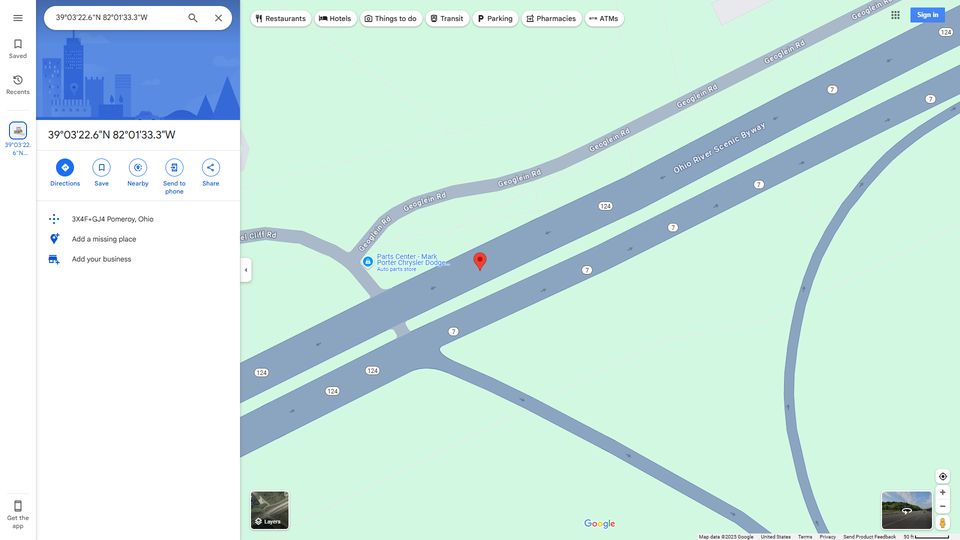 39°03'22.6"N 82°01'33.3"W
Restaurants
Hotels
Things to do
Transit
Parking
Pharmacies
ATMs
Sign in
Saved
Recents
39°03'22.
6"N...
39°03'22.6"N 82°01'33.3"W
Directions
Save
Nearby
Send to
phone
Share
3X4F+GJ4 Pomeroy, Ohio
Add a missing place
Add your business
Get the
app
Geoglein Rd
Geoglein Rd
Geoglein Rd
Geoglein Rd
Geoglein Rd
Geoglein Rd
el Cliff Rd
Ohio River Scenic Byway
Parts Center - Mark
Porter Chrysler Dodge...
Auto parts store
124
7
7
7
124
7
7
7
124
124
124
Layers
Google
Map data ©2025 Google
United States
Terms
Privacy
Send Product Feedback
50 ft